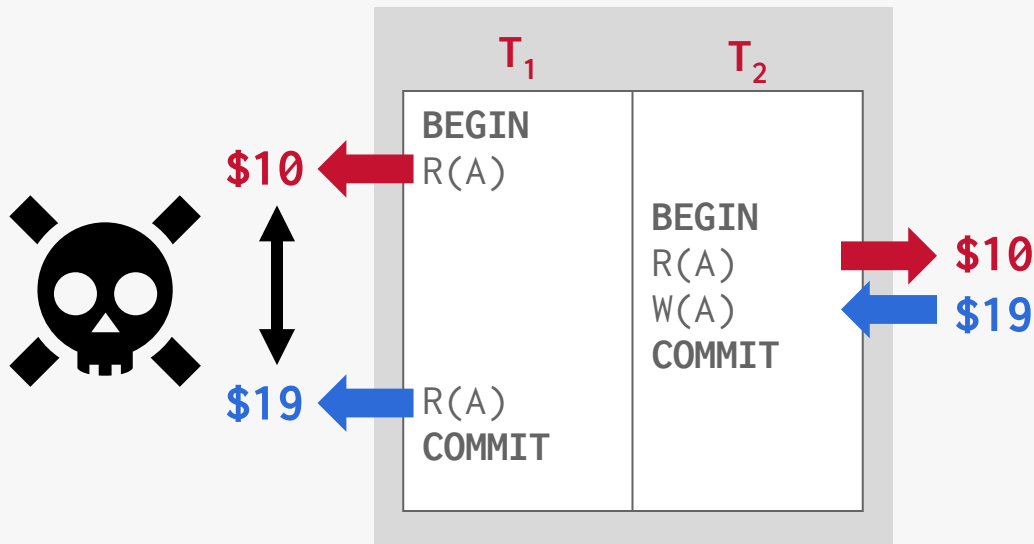 T₁ T₂
BEGIN
$10 R(A)
BEGIN
R(A) $10
W(A) $19
COMMIT
$19 R(A)
COMMIT